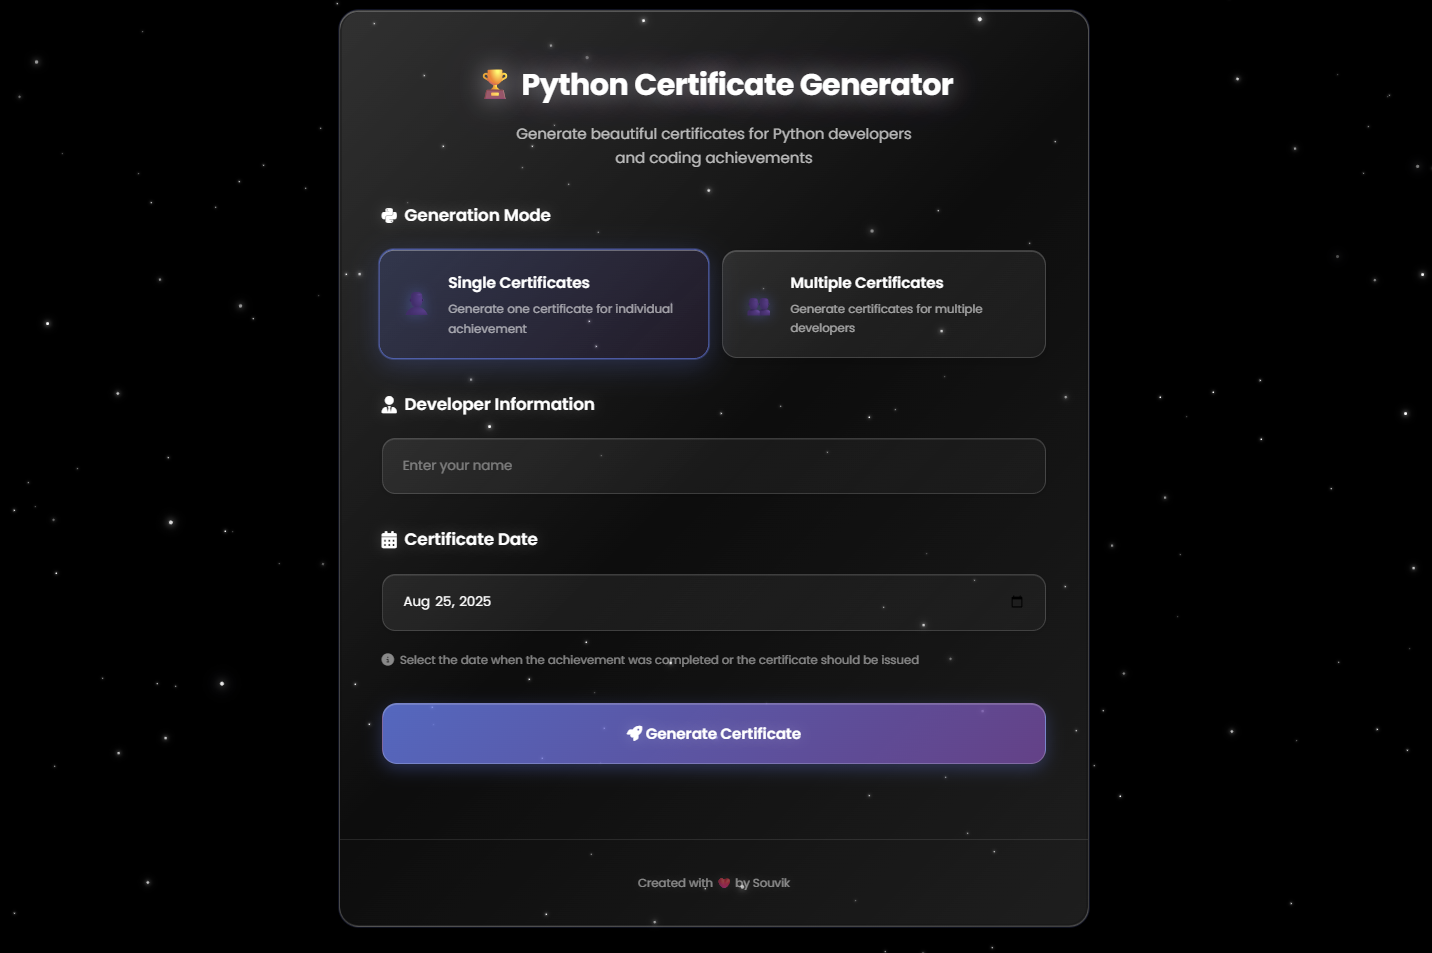 🏆 Python Certificate Generator
Generate beautiful certificates for Python developers
and coding achievements
Generation Mode
Single Certificates
Generate one certificate for individual
achievement
Multiple Certificates
Generate certificates for multiple
developers
Developer Information
Enter your name
Certificate Date
Aug 25, 2025
Select the date when the achievement was completed or the certificate should be issued
Generate Certificate
Created with ❤️ by Souvik